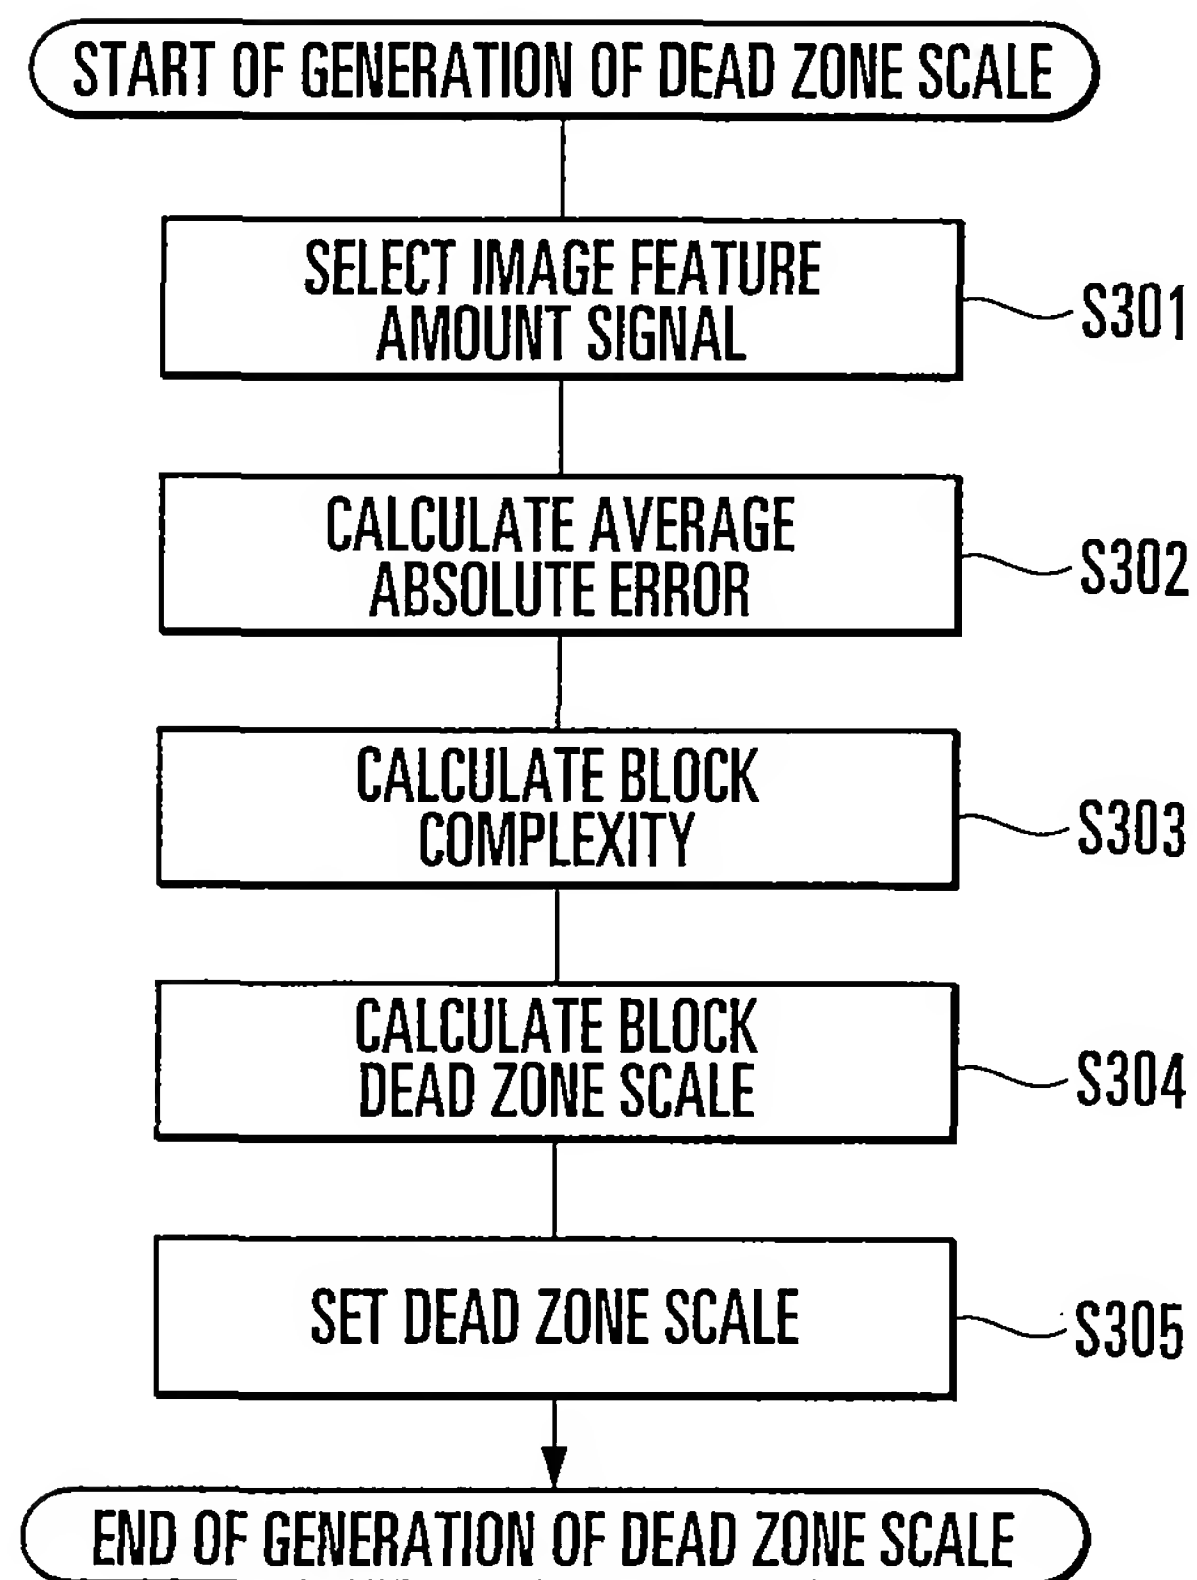 START OF GENERATION OF DEAD ZONE SCALE
SELECT IMAGE FEATURE
AMOUNT SIGNAL
S301
CALCULATE AVERAGE
ABSOLUTE ERROR
S302
CALCULATE BLOCK
COMPLEXITY
S303
CALCULATE BLOCK
DEAD ZONE SCALE
S304
SET DEAD ZONE SCALE
S305
END OF GENERATION OF DEAD ZONE SCALE